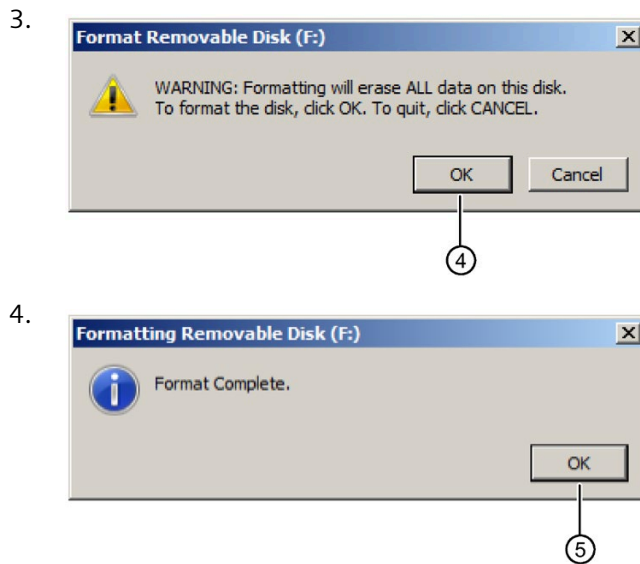 3.
Format Removable Disk (F:)
WARNING: Formatting will erase ALL data on this disk.
To format the disk, click OK. To quit, click CANCEL.
OK Cancel
4
4.
Formatting Removable Disk (F:)
Format Complete.
OK
5